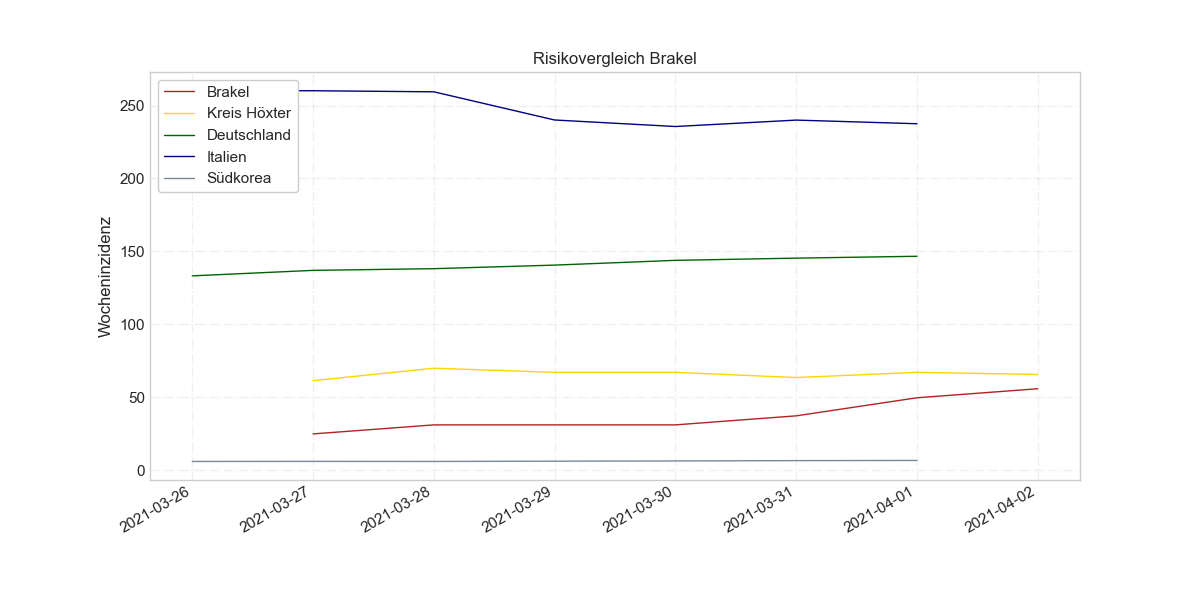 Risikovergleich Brakel
Brakel
Kreis Höxter
Deutschland
Italien
Südkorea
Wocheninzidenz
250
200
150
100
50
0
2021-03-26
2021-03-27
2021-03-28
2021-03-29
2021-03-30
2021-03-31
2021-04-01
2021-04-02